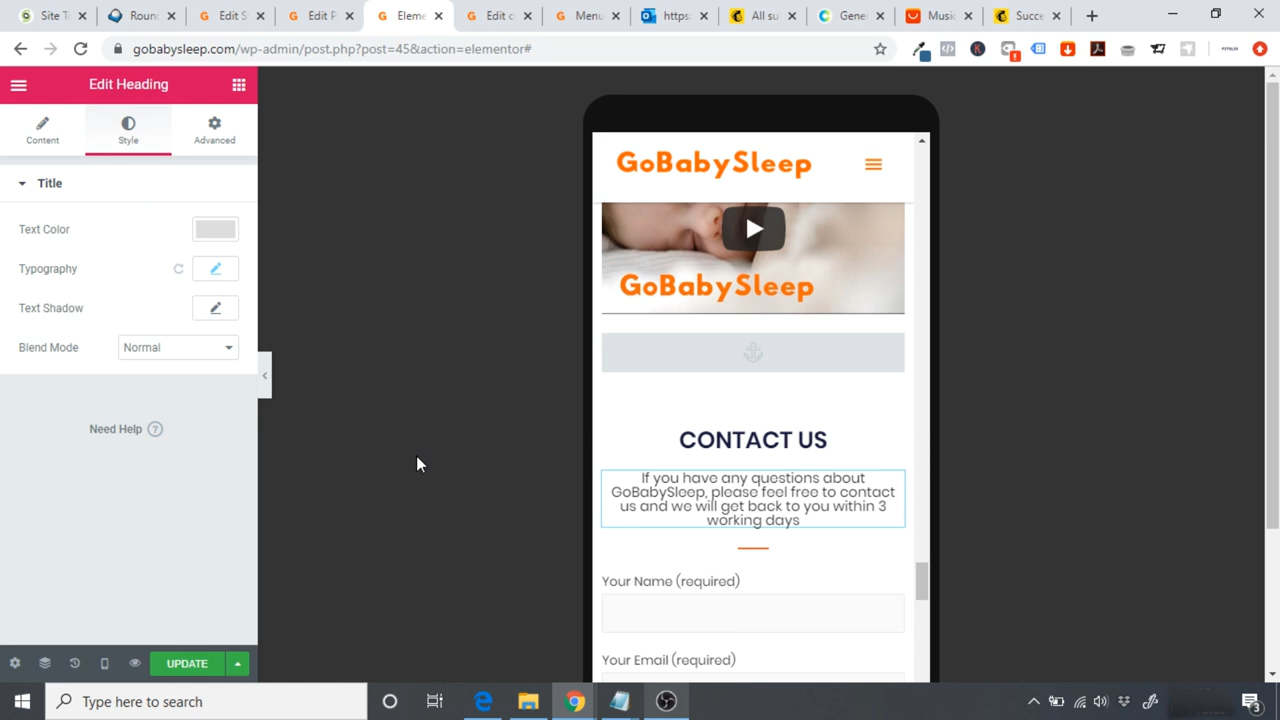 Site T
Roun
Edit S
Edit P
Eleme
Edit c
Menu
https:
All su
Gene
Music
Succe
gobabysleep.com/wp-admin/post.php?post=45&action=elementor#
Edit Heading
Content
Style
Advanced
Title
Text Color
Typography
Text Shadow
Blend Mode
Normal
Need Help
UPDATE
GoBabySleep
GoBabySleep
CONTACT US
If you have any questions about
GoBabySleep, please feel free to contact
us and we will get back to you within 3
working days
Your Name (required)
Your Email (required)
Type here to search
3